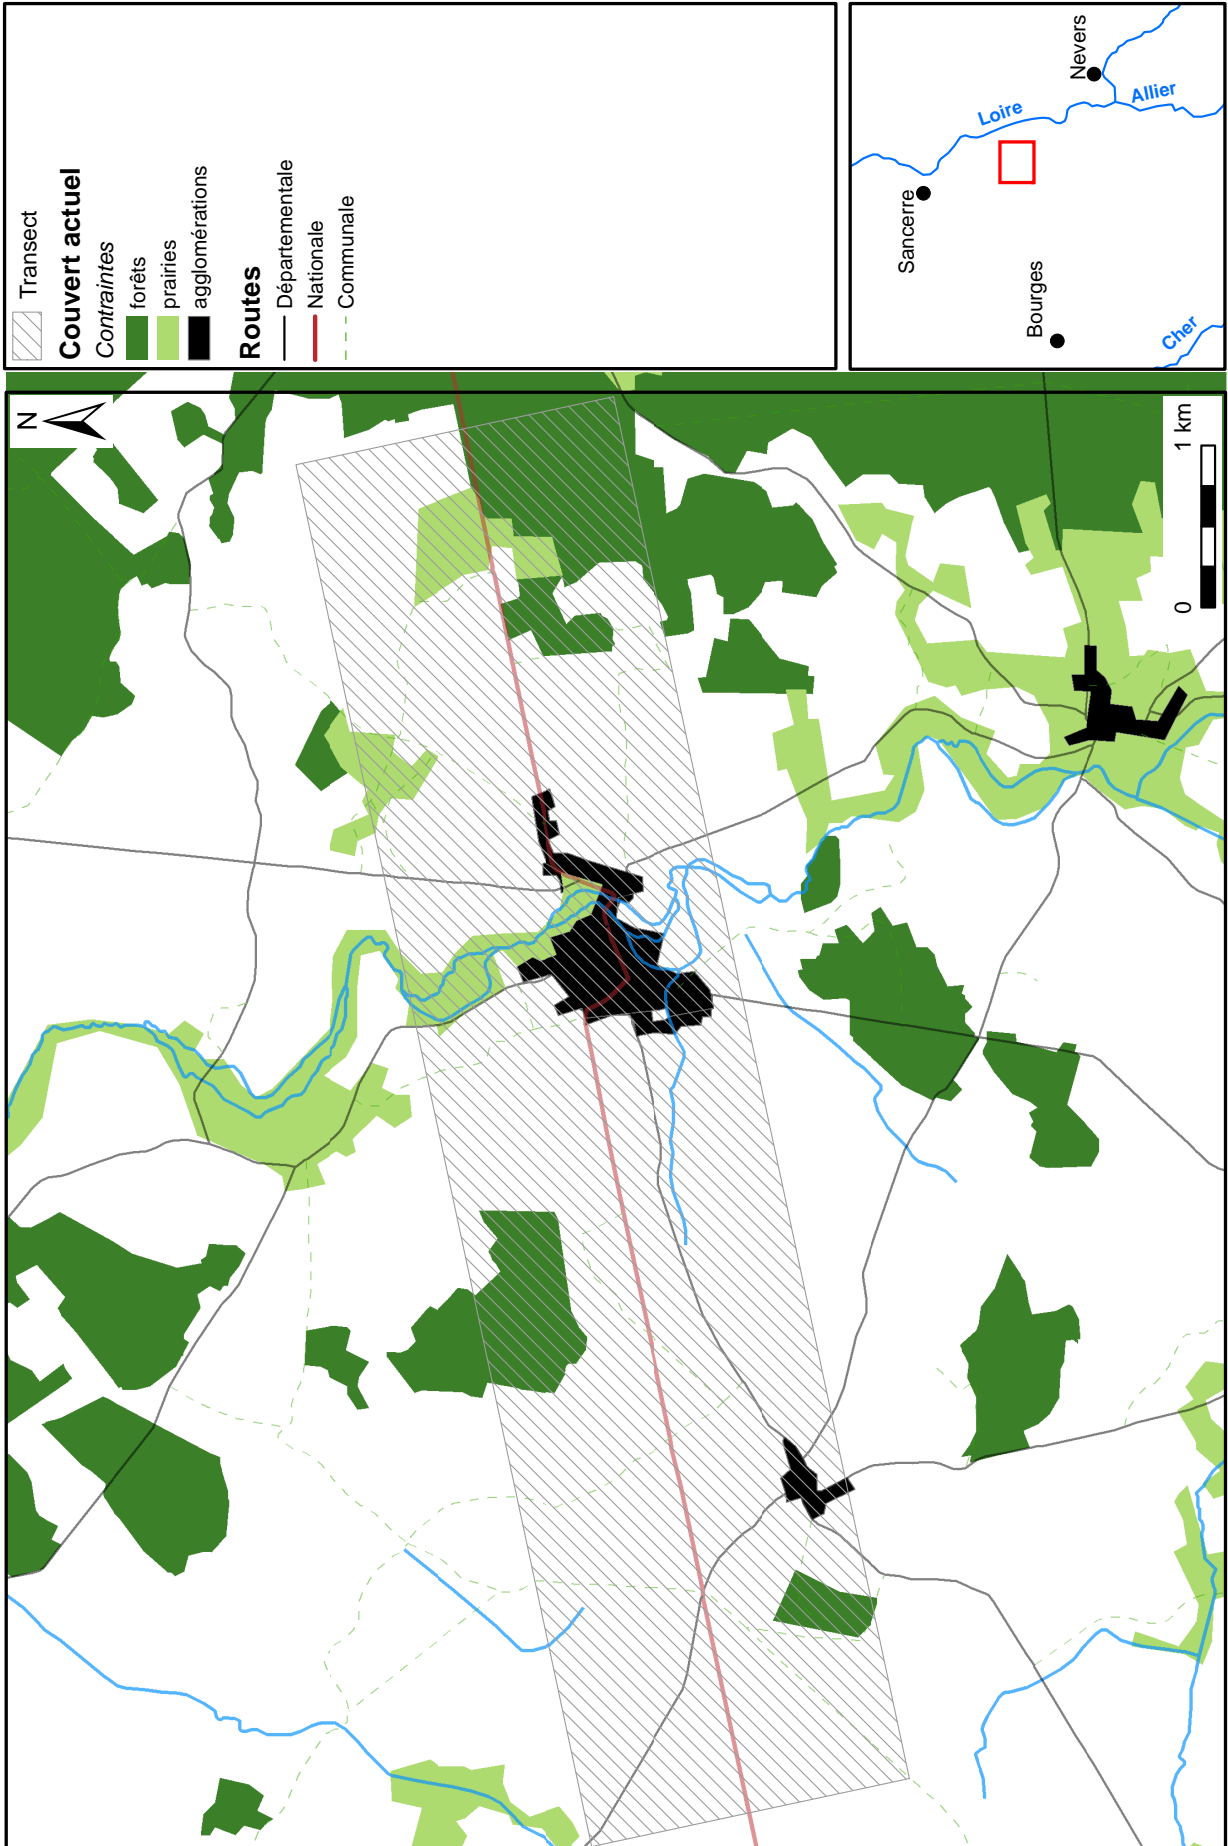 Transect
Couvert actuel
Contraintes
forêts
prairies
agglomérations
Routes
Départementale
Nationale
Communale
Nevers
Loire
Allier
Sancerre
Bourges
Cher
N
0 1 km